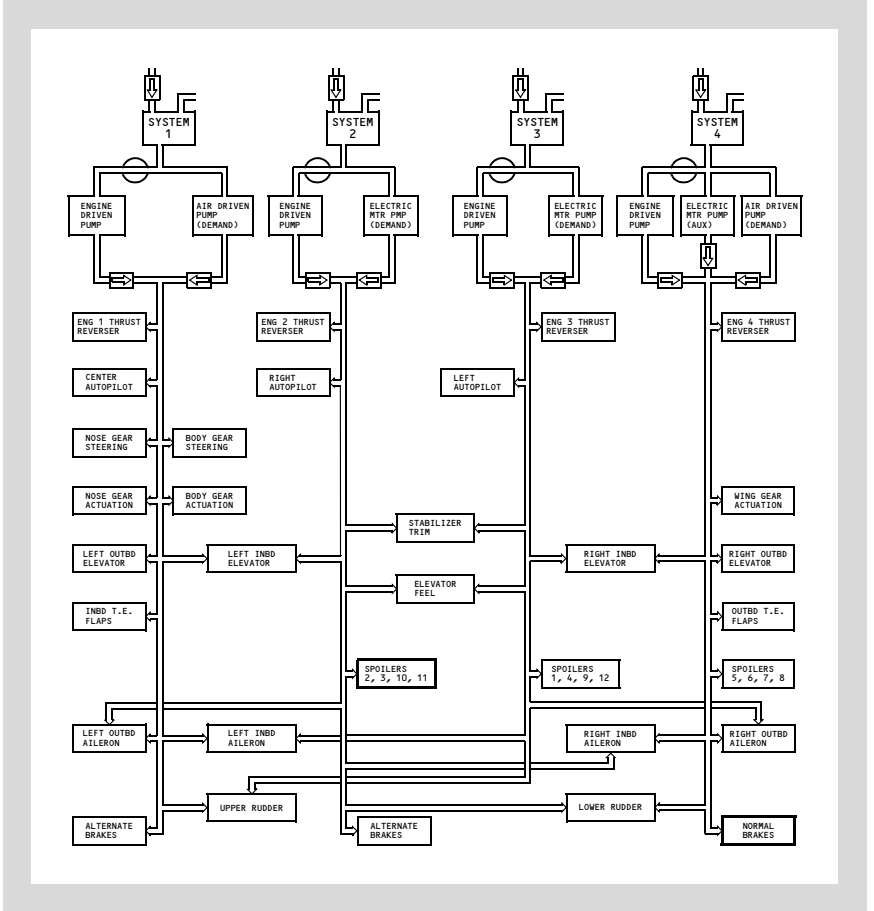 SYSTEM
1
SYSTEM
2
SYSTEM
3
SYSTEM
4
ENGINE
DRIVEN
PUMP
AIR DRIVEN
PUMP
(DEMAND)
ENGINE
DRIVEN
PUMP
ELECTRIC
MTR PMP
(DEMAND)
ENGINE
DRIVEN
PUMP
ELECTRIC
MTR PUMP
(DEMAND)
ENGINE
DRIVEN
PUMP
ELECTRIC
MTR PUMP
(AUX)
AIR DRIVEN
PUMP
(DEMAND)
ENG 1 THRUST
REVERSER
ENG 2 THRUST
REVERSER
ENG 3 THRUST
REVERSER
ENG 4 THRUST
REVERSER
CENTER
AUTOPILOT
RIGHT
AUTOPILOT
LEFT
AUTOPILOT
NOSE GEAR
STEERING
BODY GEAR
STEERING
NOSE GEAR
ACTUATION
BODY GEAR
ACTUATION
WING GEAR
ACTUATION
STABILIZER
TRIM
LEFT OUTBD
ELEVATOR
LEFT INBD
ELEVATOR
RIGHT INBD
ELEVATOR
RIGHT OUTBD
ELEVATOR
ELEVATOR
FEEL
INBD T.E.
FLAPS
OUTBD T.E.
FLAPS
SPOILERS
2, 3, 10, 11
SPOILERS
1, 4, 9, 12
SPOILERS
5, 6, 7, 8
LEFT OUTBD
AILERON
LEFT INBD
AILERON
RIGHT INBD
AILERON
RIGHT OUTBD
AILERON
UPPER RUDDER
LOWER RUDDER
ALTERNATE
BRAKES
ALTERNATE
BRAKES
NORMAL
BRAKES